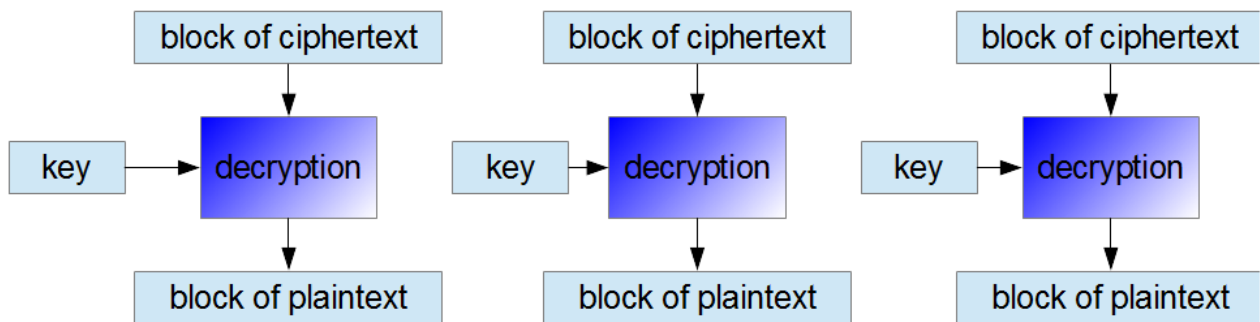 block of ciphertext block of ciphertext block of ciphertext
key decryption key decryption key decryption
block of plaintext block of plaintext block of plaintext